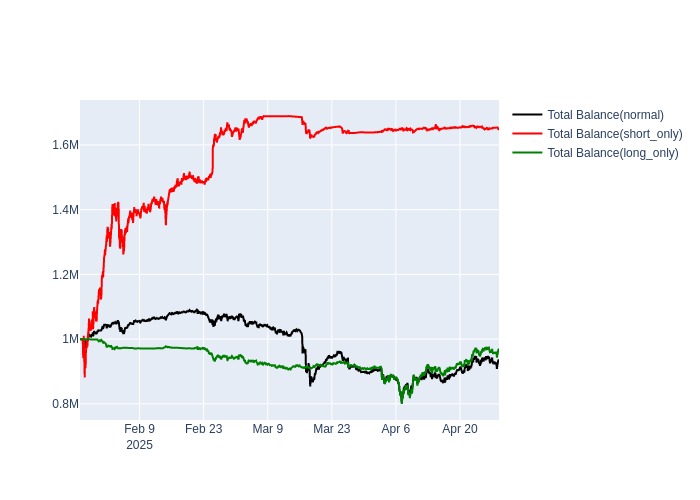 Total Balance(normal)
Total Balance(short_only)
Total Balance(long_only)
1.6M
1.4M
1.2M
1M
0.8M
Feb 9
2025
Feb 23
Mar 9
Mar 23
Apr 6
Apr 20